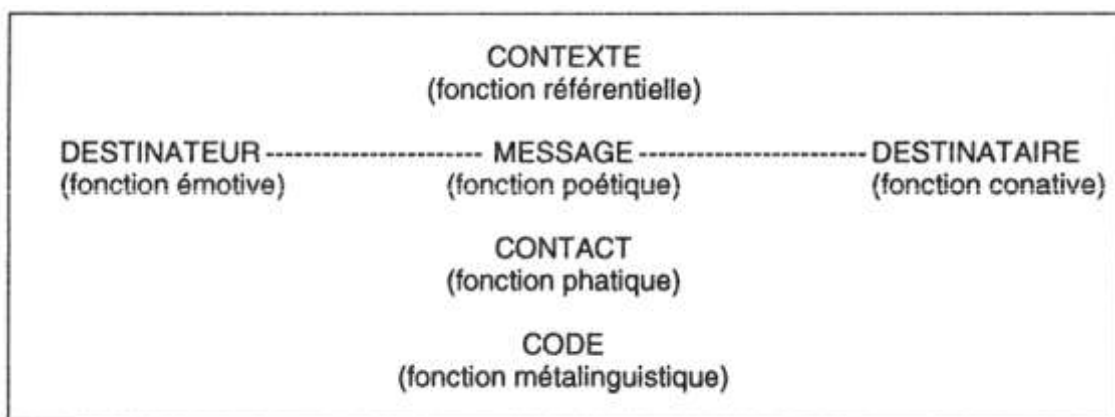 CONTEXTE
(fonction référentielle)
DESTINATEUR ---------------------- MESSAGE ----------------------- DESTINATAIRE
(fonction émotive) (fonction poétique) (fonction conative)
CONTACT
(fonction phatique)
CODE
(fonction métalinguistique)